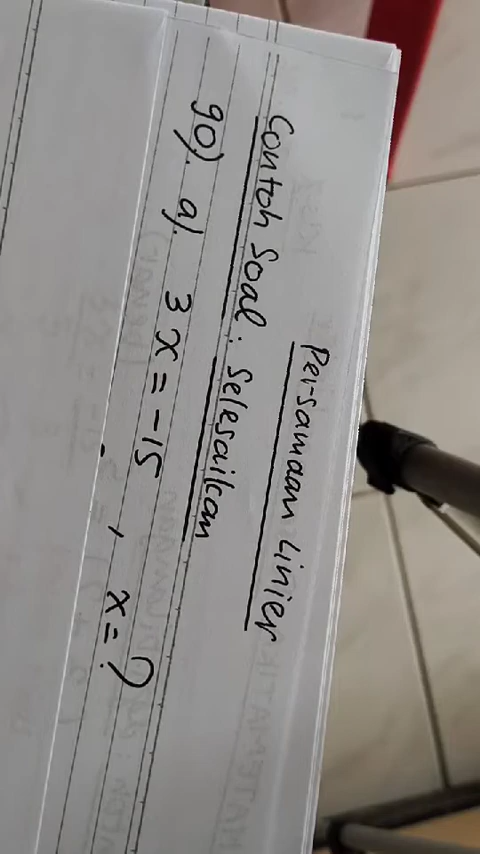 Persamaan Linier
Contoh Soal : Selesaikan
90). a). 3x = -15 , x = ?